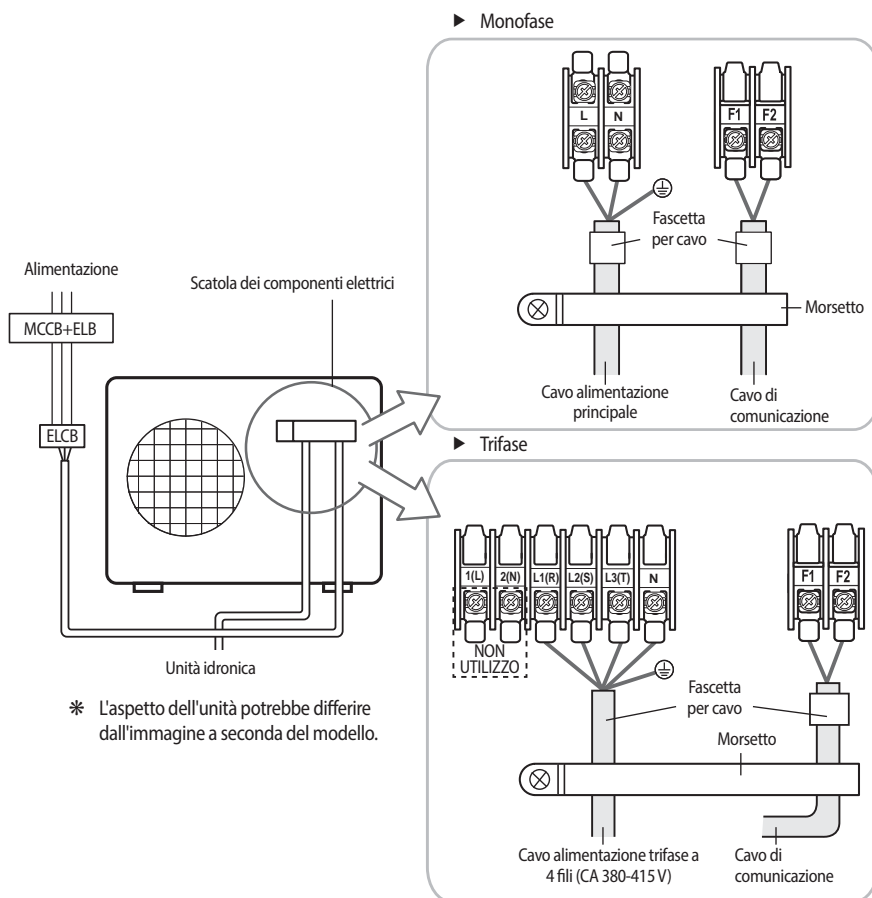 ▶ Monofase
L
N
F1
F2
Fascetta
per cavo
Morsetto
Cavo alimentazione
principale
Cavo di
comunicazione
Alimentazione
MCCB+ELB
ELCB
Scatola dei componenti elettrici
Unità idronica
❋ L'aspetto dell'unità potrebbe differire
dall'immagine a seconda del modello.
▶ Trifase
1(L)
2(N)
L1(R)
L2(S)
L3(T)
N
F1
F2
NON
UTILIZZO
Fascetta
per cavo
Morsetto
Cavo alimentazione trifase a
4 fili (CA 380-415 V)
Cavo di
comunicazione